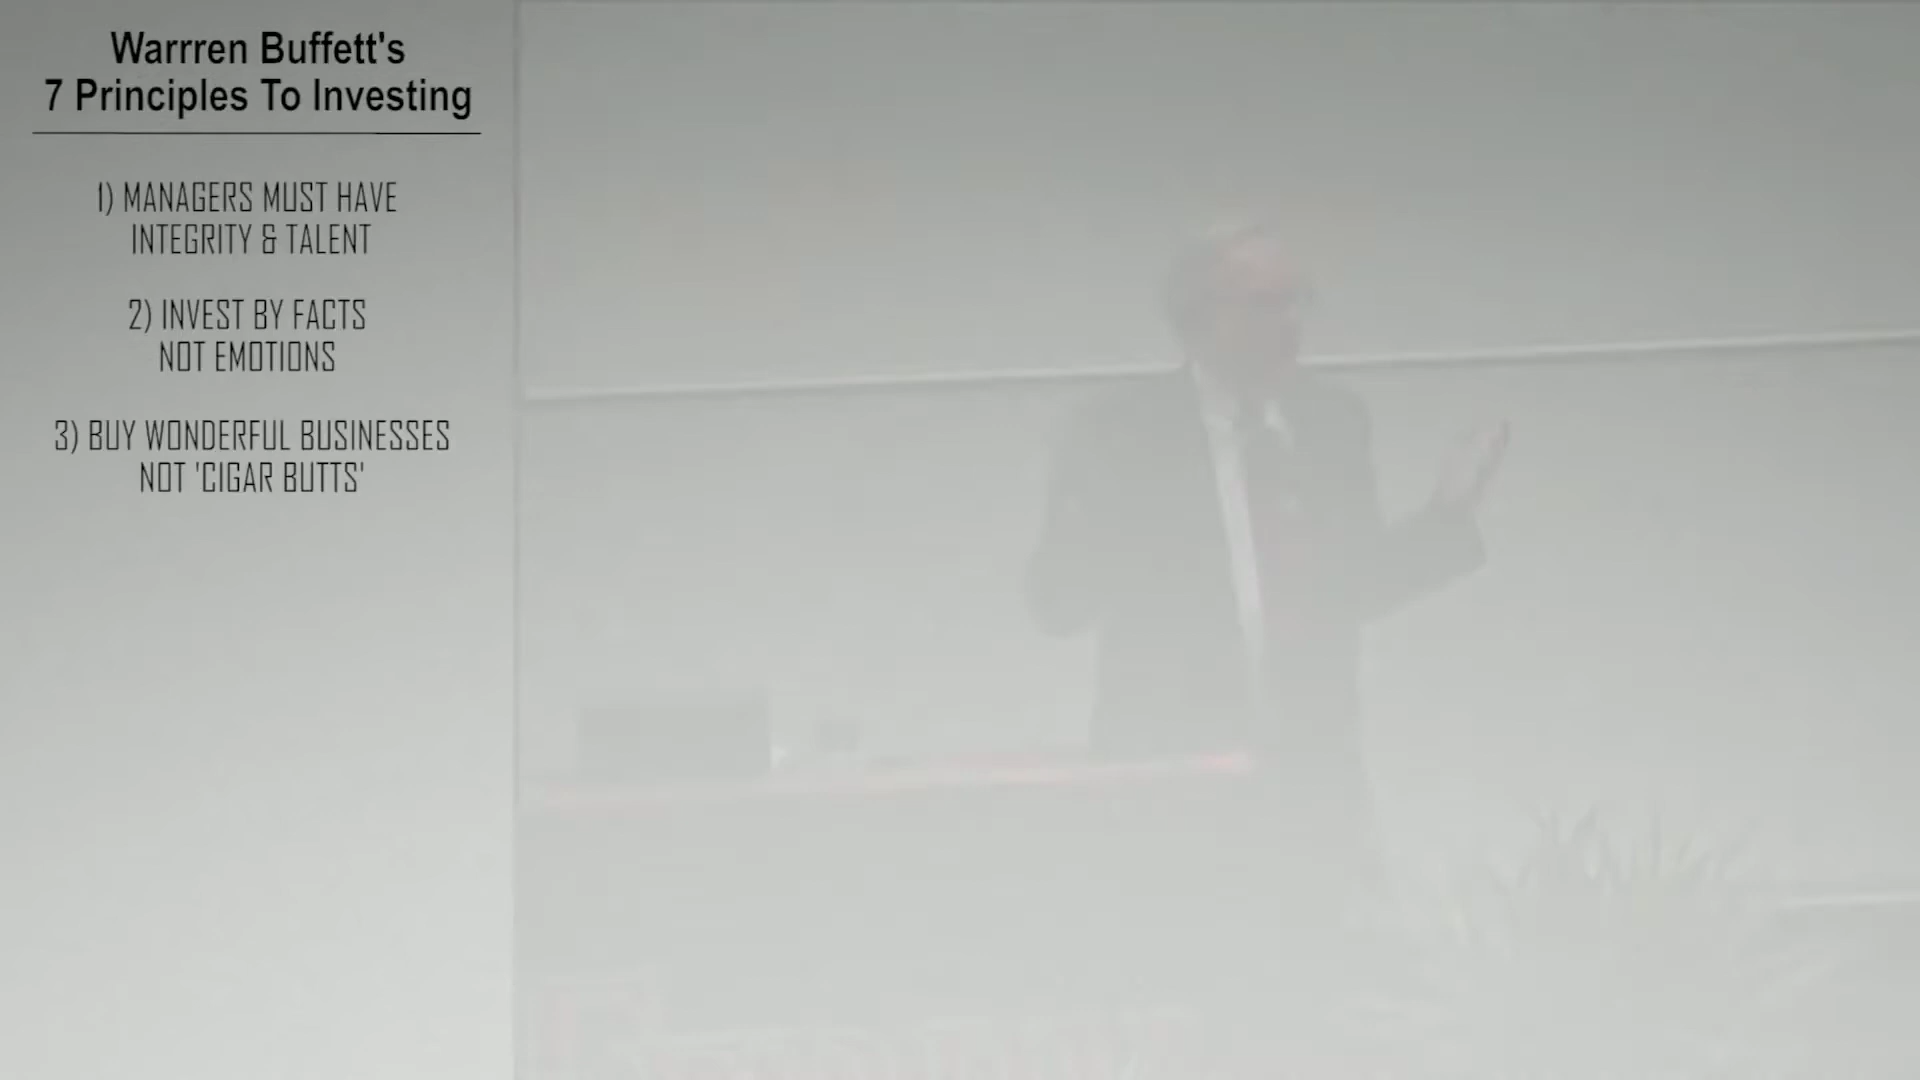 Warrren Buffett's
7 Principles To Investing
1) MANAGERS MUST HAVE
INTEGRITY & TALENT
2) INVEST BY FACTS
NOT EMOTIONS
3) BUY WONDERFUL BUSINESSES
NOT 'CIGAR BUTTS'